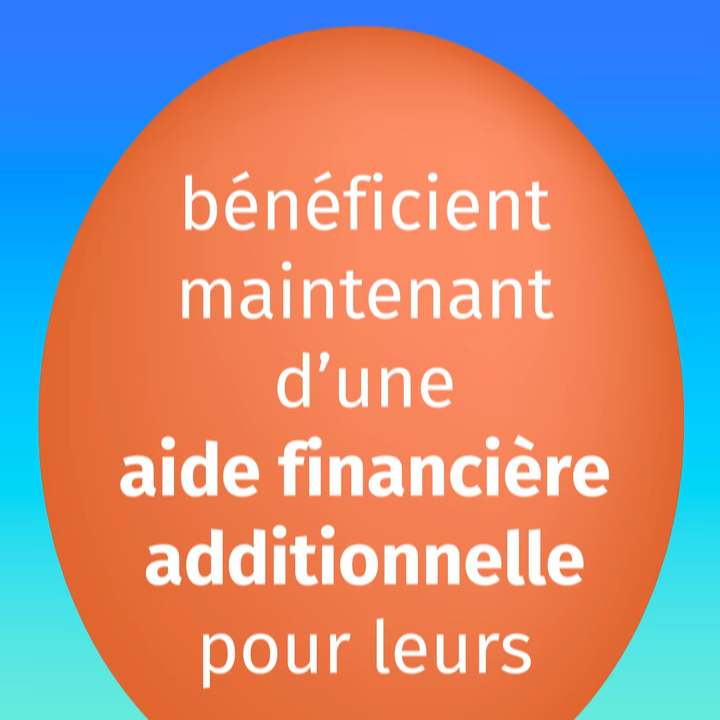 bénéficient
maintenant
d’une
aide financière
additionnelle
pour leurs